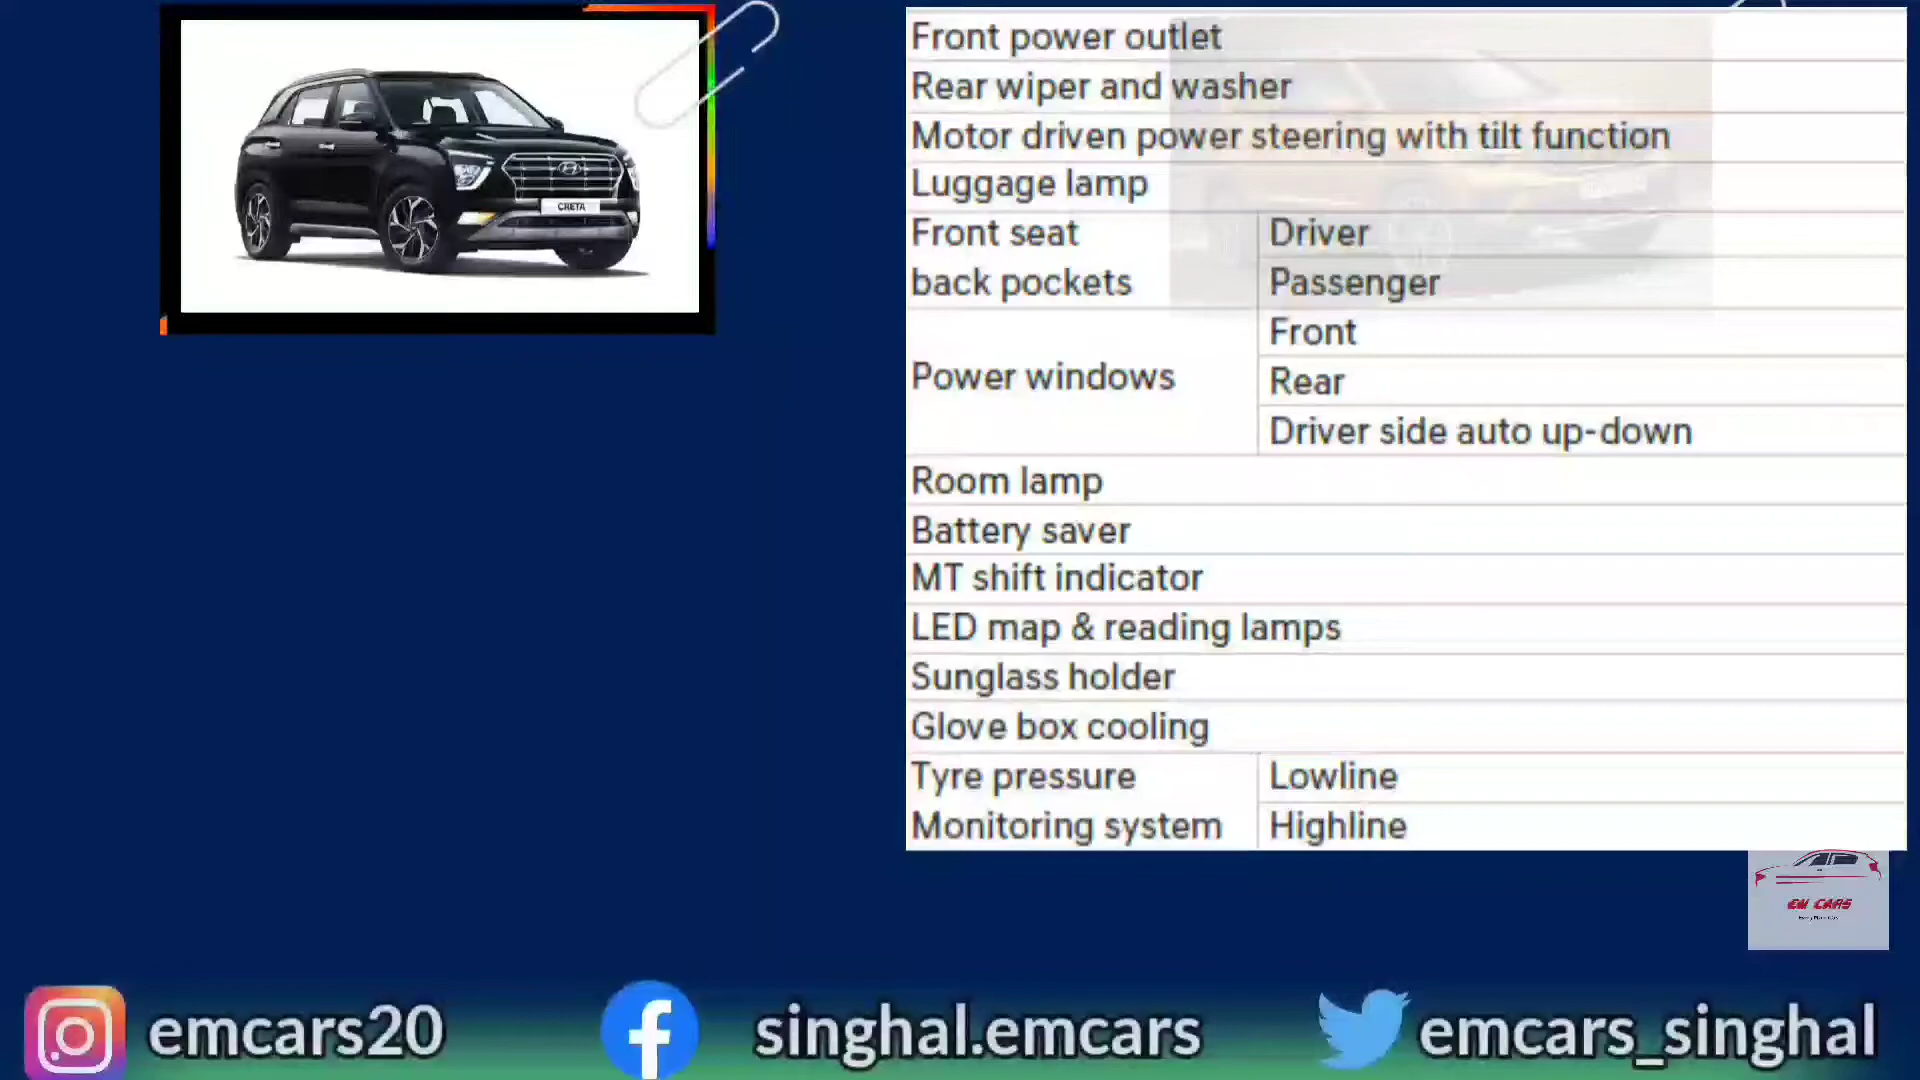 CRETA
Front power outlet
Rear wiper and washer
Motor driven power steering with tilt function
Luggage lamp
Front seat back pockets
Driver
Passenger
Power windows
Front
Rear
Driver side auto up-down
Room lamp
Battery saver
MT shift indicator
LED map & reading lamps
Sunglass holder
Glove box cooling
Tyre pressure
Monitoring system
Lowline
Highline
EM CARS
emcars20
singhal.emcars
emcars_singhal